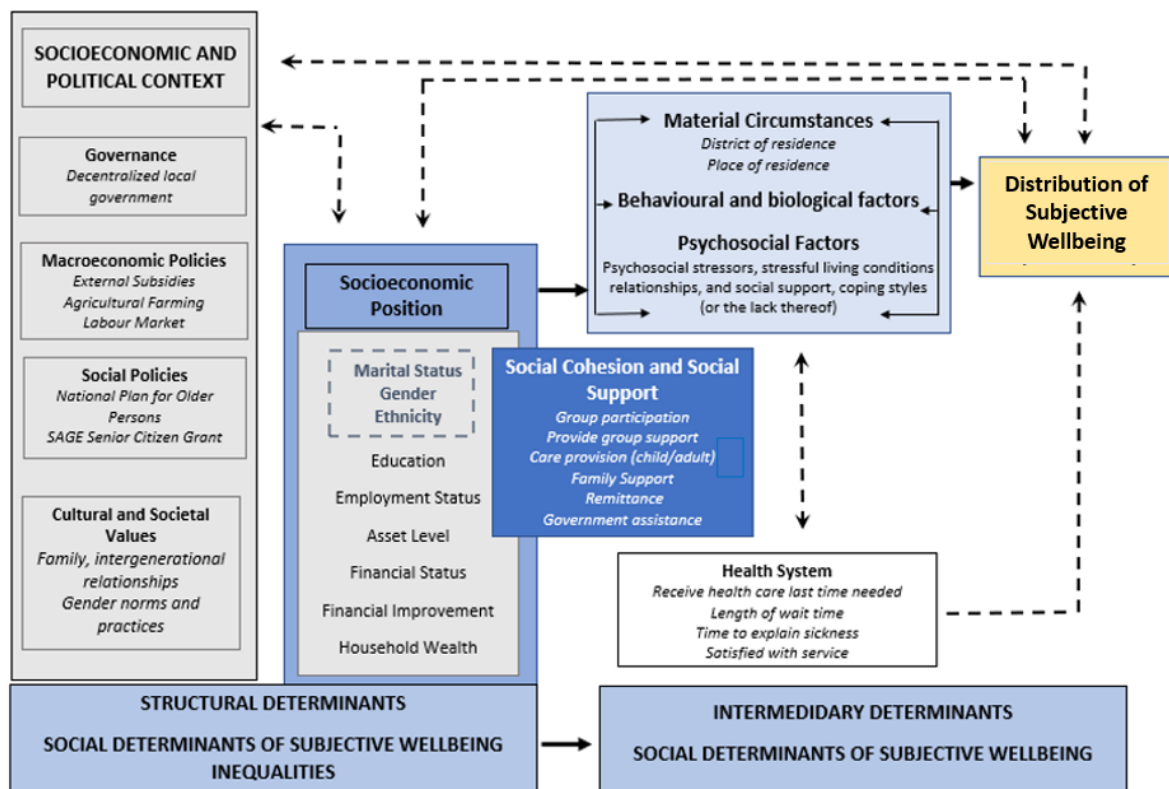 SOCIOECONOMIC AND
POLITICAL CONTEXT
Governance
Decentralized local
government
Macroeconomic Policies
External Subsidies
Agricultural Farming
Labour Market
Social Policies
National Plan for Older
Persons
SAGE Senior Citizen Grant
Cultural and Societal
Values
Family, intergenerational
relationships
Gender norms and
practices
Socioeconomic
Position
Marital Status
Gender
Ethnicity
Education
Employment Status
Asset Level
Financial Status
Financial Improvement
Household Wealth
Social Cohesion and Social
Support
Group participation
Provide group support
Care provision (child/adult)
Family Support
Remittance
Government assistance
Material Circumstances
District of residence
Place of residence
Behavioural and biological factors
Psychosocial Factors
Psychosocial stressors, stressful living conditions
relationships, and social support, coping styles
(or the lack thereof)
Distribution of
Subjective
Wellbeing
Health System
Receive health care last time needed
Length of wait time
Time to explain sickness
Satisfied with service
STRUCTURAL DETERMINANTS
SOCIAL DETERMINANTS OF SUBJECTIVE WELLBEING
INEQUALITIES
INTERMEDIDARY DETERMINANTS
SOCIAL DETERMINANTS OF SUBJECTIVE WELLBEING